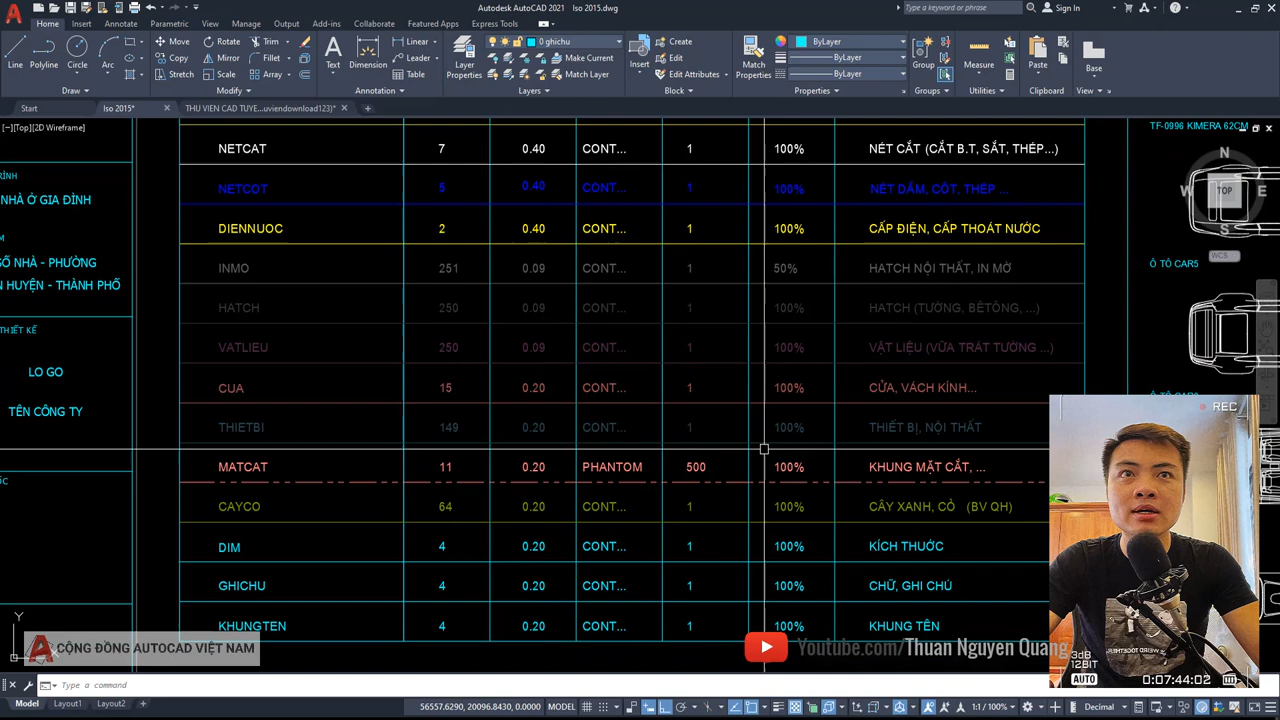 Autodesk AutoCAD 2021 Iso 2015.dwg
Type a keyword or phrase
Sign In
Home Insert Annotate Parametric View Manage Output Add-ins Collaborate Featured Apps Express Tools
Line Polyline Circle Arc
Move Rotate Trim
Copy Mirror Fillet
Stretch Scale Array
Text Dimension
Linear
Leader
Table
Layer Properties
0 ghichu
Make Current
Match Layer
Insert
Create
Edit
Edit Attributes
Match Properties
ByLayer
ByLayer
ByLayer
Group
Measure
Paste
Base
Draw Modify Annotation Layers Block Properties Groups Utilities Clipboard View
Start Iso 2015* THU VIEN CAD TUYE...uviendownload123)*
[−][Top][2D Wireframe]
TF-0996 KIMERA 62CM
N
W TOP E
S
WCS
Ô TÔ CAR5
NHÀ Ở GIA ĐÌNH
THIẾT KẾ
LO GO
TÊN CÔNG TY
NETCAT 7 0.40 CONT... 1 100% NÉT CẮT (CẮT B.T, SẮT, THÉP...)
NETCOT 5 0.40 CONT... 1 100% NÉT DẦM, CỘT, THÉP ...
DIENNUOC 2 0.40 CONT... 1 100% CẤP ĐIỆN, CẤP THOÁT NƯỚC
INMO 251 0.09 CONT... 1 50% HATCH NỘI THẤT, IN MỜ
HATCH 250 0.09 CONT... 1 100% HATCH (TƯỜNG, BÊTÔNG, ...)
VATLIEU 250 0.09 CONT... 1 100% VẬT LIỆU (VỮA TRÁT TƯỜNG ...)
CUA 15 0.20 CONT... 1 100% CỬA, VÁCH KÍNH...
THIETBI 149 0.20 CONT... 1 100% THIẾT BỊ, NỘI THẤT
MATCAT 11 0.20 PHANTOM 500 100% KHUNG MẶT CẮT, ...
CAYCO 64 0.20 CONT... 1 100% CÂY XANH, CỎ (BV QH)
DIM 4 0.20 CONT... 1 100% KÍCH THƯỚC
GHICHU 4 0.20 CONT... 1 100% CHỮ, GHI CHÚ
KHUNGTEN 4 0.20 CONT... 1 100% KHUNG TÊN
REC
3dB
12BIT
AUTO
0:07:44:02
Y
CỘNG ĐỒNG AUTOCAD VIỆT NAM
Youtube.com/Thuan Nguyen Quang
Type a command
Model Layout1 Layout2
56557.6290, 20096.8430, 0.0000 MODEL
1:1 / 100%
Decimal